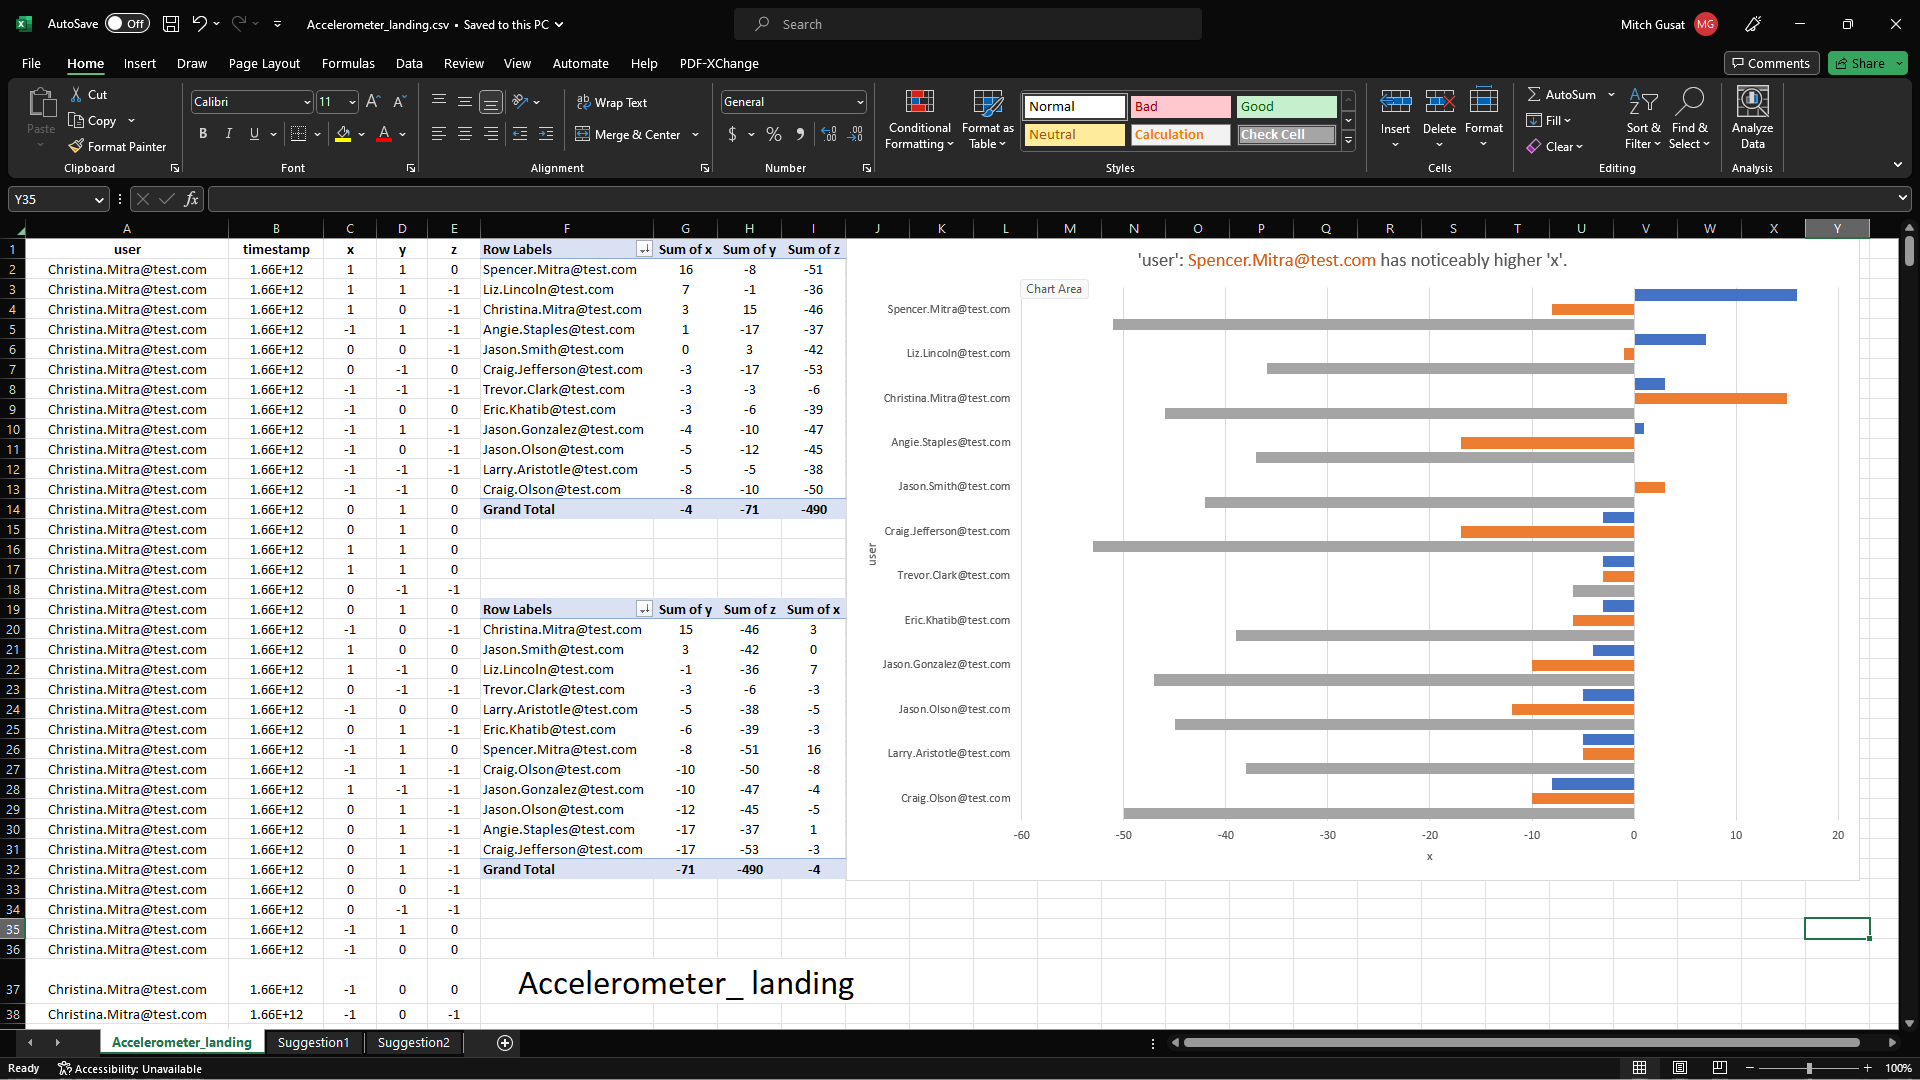 AutoSave Off Accelerometer_landing.csv • Saved to this PC Search Mitch Gusat MG
File Home Insert Draw Page Layout Formulas Data Review View Automate Help PDF-XChange Comments Share
Paste Cut Copy Format Painter Clipboard
Calibri 11 A A B I U A Font
ab Wrap Text Merge & Center Alignment
General $ % Number
Conditional Formatting Format as Table Normal Bad Good Neutral Calculation Check Cell Styles
Insert Delete Format Cells
AutoSum Fill Clear Sort & Filter Find & Select Editing
Analyze Data Analysis
Y35 fx
A B C D E F G H I J K L M N O P Q R S T U V W X Y
1 user timestamp x y z Row Labels Sum of x Sum of y Sum of z
2 Christina.Mitra@test.com 1.66E+12 1 1 0 Spencer.Mitra@test.com 16 -8 -51
3 Christina.Mitra@test.com 1.66E+12 1 1 -1 Liz.Lincoln@test.com 7 -1 -36
4 Christina.Mitra@test.com 1.66E+12 1 0 -1 Christina.Mitra@test.com 3 15 -46
5 Christina.Mitra@test.com 1.66E+12 -1 1 -1 Angie.Staples@test.com 1 -17 -37
6 Christina.Mitra@test.com 1.66E+12 0 0 -1 Jason.Smith@test.com 0 3 -42
7 Christina.Mitra@test.com 1.66E+12 0 -1 0 Craig.Jefferson@test.com -3 -17 -53
8 Christina.Mitra@test.com 1.66E+12 -1 -1 -1 Trevor.Clark@test.com -3 -3 -6
9 Christina.Mitra@test.com 1.66E+12 -1 0 0 Eric.Khatib@test.com -3 -6 -39
10 Christina.Mitra@test.com 1.66E+12 -1 1 -1 Jason.Gonzalez@test.com -4 -10 -47
11 Christina.Mitra@test.com 1.66E+12 -1 0 -1 Jason.Olson@test.com -5 -12 -45
12 Christina.Mitra@test.com 1.66E+12 -1 -1 -1 Larry.Aristotle@test.com -5 -5 -38
13 Christina.Mitra@test.com 1.66E+12 -1 -1 0 Craig.Olson@test.com -8 -10 -50
14 Christina.Mitra@test.com 1.66E+12 0 1 0 Grand Total -4 -71 -490
15 Christina.Mitra@test.com 1.66E+12 0 1 0
16 Christina.Mitra@test.com 1.66E+12 1 1 0
17 Christina.Mitra@test.com 1.66E+12 1 1 0
18 Christina.Mitra@test.com 1.66E+12 0 -1 -1
19 Christina.Mitra@test.com 1.66E+12 0 1 0 Row Labels Sum of y Sum of z Sum of x
20 Christina.Mitra@test.com 1.66E+12 -1 0 -1 Christina.Mitra@test.com 15 -46 3
21 Christina.Mitra@test.com 1.66E+12 1 0 0 Jason.Smith@test.com 3 -42 0
22 Christina.Mitra@test.com 1.66E+12 1 -1 0 Liz.Lincoln@test.com -1 -36 7
23 Christina.Mitra@test.com 1.66E+12 0 -1 -1 Trevor.Clark@test.com -3 -6 -3
24 Christina.Mitra@test.com 1.66E+12 -1 0 0 Larry.Aristotle@test.com -5 -38 -5
25 Christina.Mitra@test.com 1.66E+12 0 1 -1 Eric.Khatib@test.com -6 -39 -3
26 Christina.Mitra@test.com 1.66E+12 -1 1 0 Spencer.Mitra@test.com -8 -51 16
27 Christina.Mitra@test.com 1.66E+12 -1 1 -1 Craig.Olson@test.com -10 -50 -8
28 Christina.Mitra@test.com 1.66E+12 1 -1 -1 Jason.Gonzalez@test.com -10 -47 -4
29 Christina.Mitra@test.com 1.66E+12 0 1 -1 Jason.Olson@test.com -12 -45 -5
30 Christina.Mitra@test.com 1.66E+12 0 1 -1 Angie.Staples@test.com -17 -37 1
31 Christina.Mitra@test.com 1.66E+12 0 1 -1 Craig.Jefferson@test.com -17 -53 -3
32 Christina.Mitra@test.com 1.66E+12 0 1 -1 Grand Total -71 -490 -4
33 Christina.Mitra@test.com 1.66E+12 0 0 -1
34 Christina.Mitra@test.com 1.66E+12 0 -1 -1
35 Christina.Mitra@test.com 1.66E+12 -1 1 0
36 Christina.Mitra@test.com 1.66E+12 -1 0 0
37 Christina.Mitra@test.com 1.66E+12 -1 0 0 Accelerometer_ landing
38 Christina.Mitra@test.com 1.66E+12 -1 0 -1
'user': Spencer.Mitra@test.com has noticeably higher 'x'.
Chart Area
Spencer.Mitra@test.com
Liz.Lincoln@test.com
Christina.Mitra@test.com
Angie.Staples@test.com
Jason.Smith@test.com
Craig.Jefferson@test.com
user
Trevor.Clark@test.com
Eric.Khatib@test.com
Jason.Gonzalez@test.com
Jason.Olson@test.com
Larry.Aristotle@test.com
Craig.Olson@test.com
-60 -50 -40 -30 -20 -10 0 10 20
x
Accelerometer_landing Suggestion1 Suggestion2
Ready Accessibility: Unavailable 100%